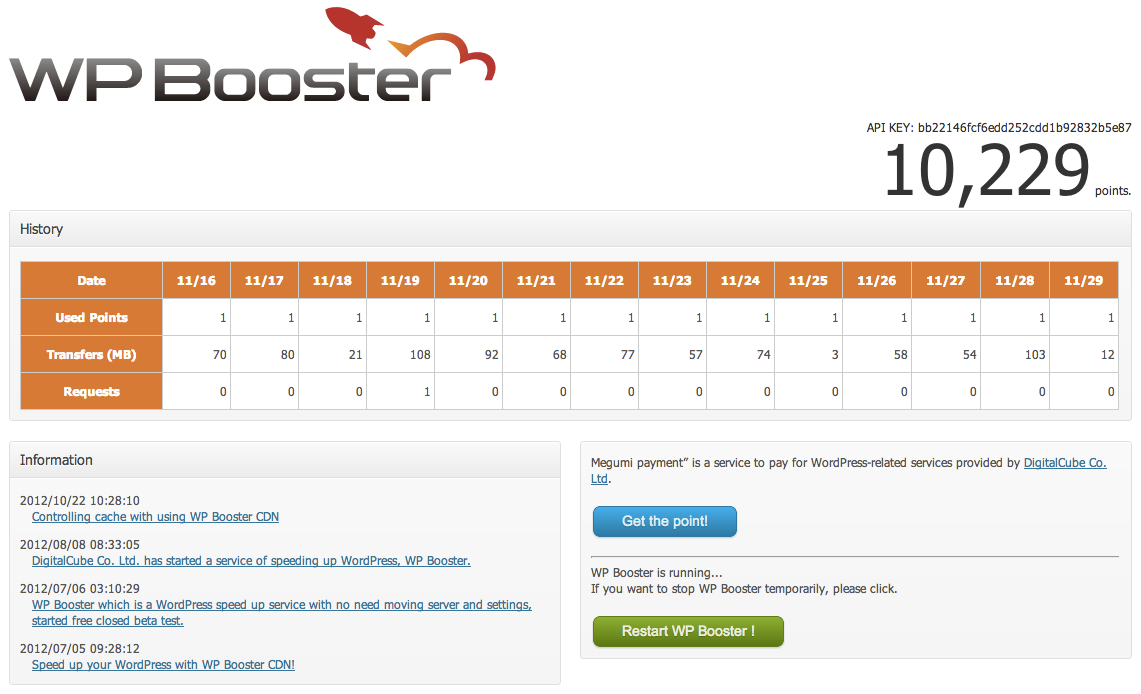 WP Booster
API KEY: bb22146fcf6edd252cdd1b92832b5e87
10,229 points.
History
Date 11/16 11/17 11/18 11/19 11/20 11/21 11/22 11/23 11/24 11/25 11/26 11/27 11/28 11/29
Used Points 1 1 1 1 1 1 1 1 1 1 1 1 1 1
Transfers (MB) 70 80 21 108 92 68 77 57 74 3 58 54 103 12
Requests 0 0 0 1 0 0 0 0 0 0 0 0 0 0
Information
2012/10/22 10:28:10
Controlling cache with using WP Booster CDN
2012/08/08 08:33:05
DigitalCube Co. Ltd. has started a service of speeding up WordPress, WP Booster.
2012/07/06 03:10:29
WP Booster which is a WordPress speed up service with no need moving server and settings,
started free closed beta test.
2012/07/05 09:28:12
Speed up your WordPress with WP Booster CDN!
Megumi payment” is a service to pay for WordPress-related services provided by DigitalCube Co.
Ltd.
Get the point!
WP Booster is running...
If you want to stop WP Booster temporarily, please click.
Restart WP Booster !